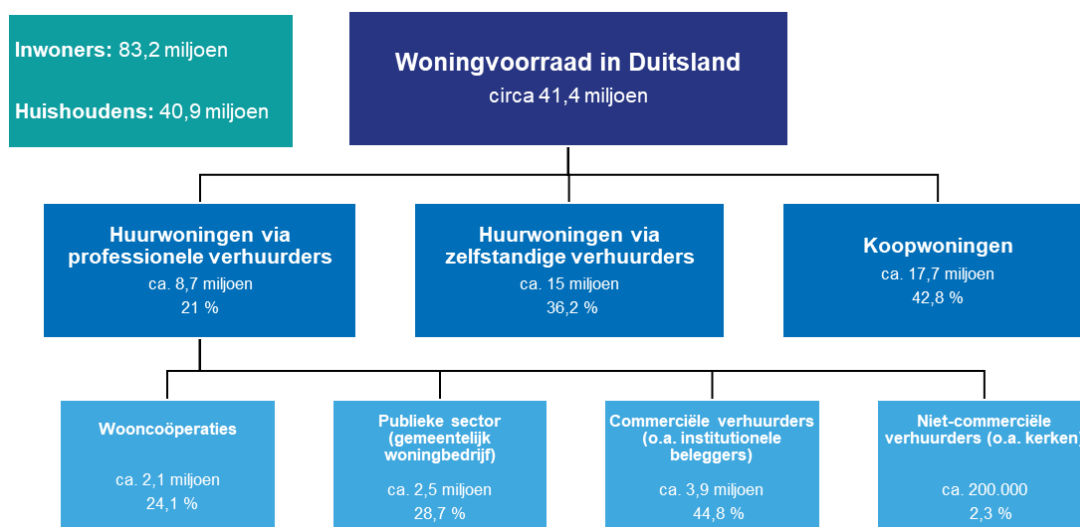 Inwoners: 83,2 miljoen
Huishoudens: 40,9 miljoen
Woningvoorraad in Duitsland
circa 41,4 miljoen
Huurwoningen via
professionele verhuurders
ca. 8,7 miljoen
21 %
Huurwoningen via
zelfstandige verhuurders
ca. 15 miljoen
36,2 %
Koopwoningen
ca. 17,7 miljoen
42,8 %
Wooncoöperaties
ca. 2,1 miljoen
24,1 %
Publieke sector
(gemeentelijk
woningbedrijf)
ca. 2,5 miljoen
28,7 %
Commerciële verhuurders
(o.a. institutionele
beleggers)
ca. 3,9 miljoen
44,8 %
Niet-commerciële
verhuurders (o.a. kerken)
ca. 200.000
2,3 %